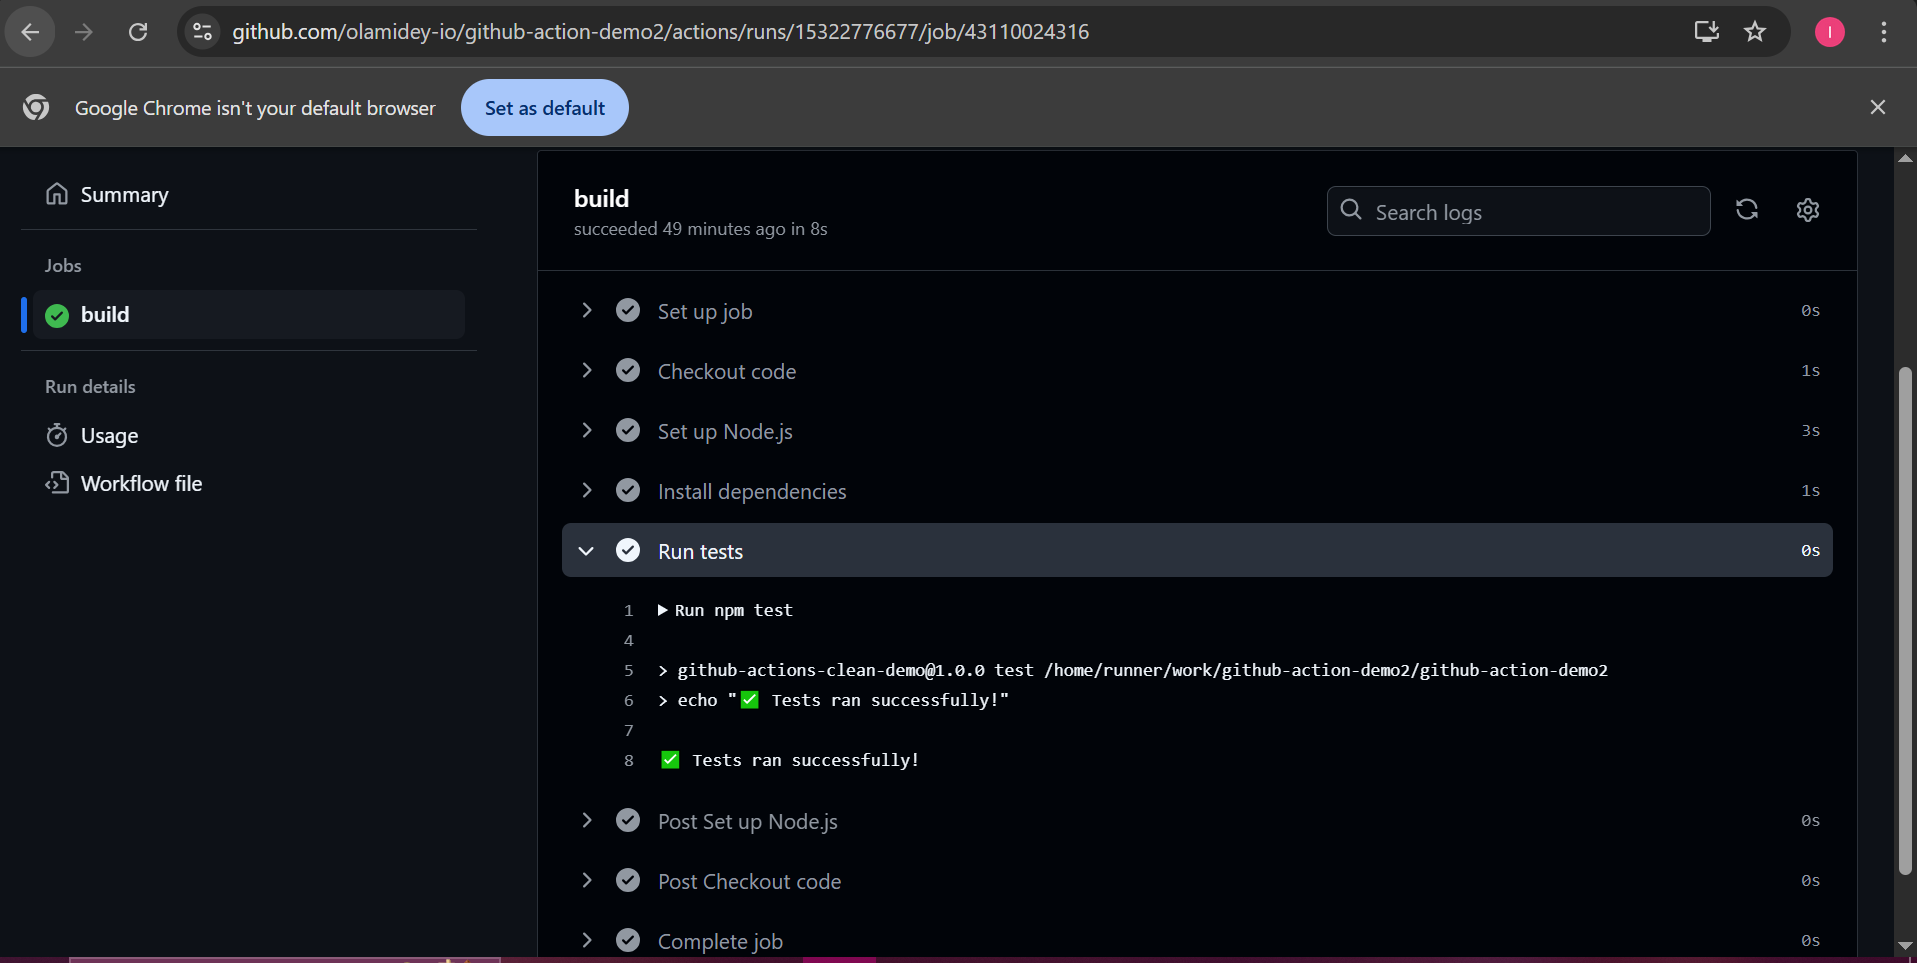 github.com/olamidey-io/github-action-demo2/actions/runs/15322776677/job/43110024316
I
Google Chrome isn't your default browser
Set as default
Summary
Jobs
build
Run details
Usage
Workflow file
build
succeeded 49 minutes ago in 8s
Search logs
Set up job 0s
Checkout code 1s
Set up Node.js 3s
Install dependencies 1s
Run tests 0s
1 ▶ Run npm test
4
5 > github-actions-clean-demo@1.0.0 test /home/runner/work/github-action-demo2/github-action-demo2
6 > echo "✅ Tests ran successfully!"
7
8 ✅ Tests ran successfully!
Post Set up Node.js 0s
Post Checkout code 0s
Complete job 0s